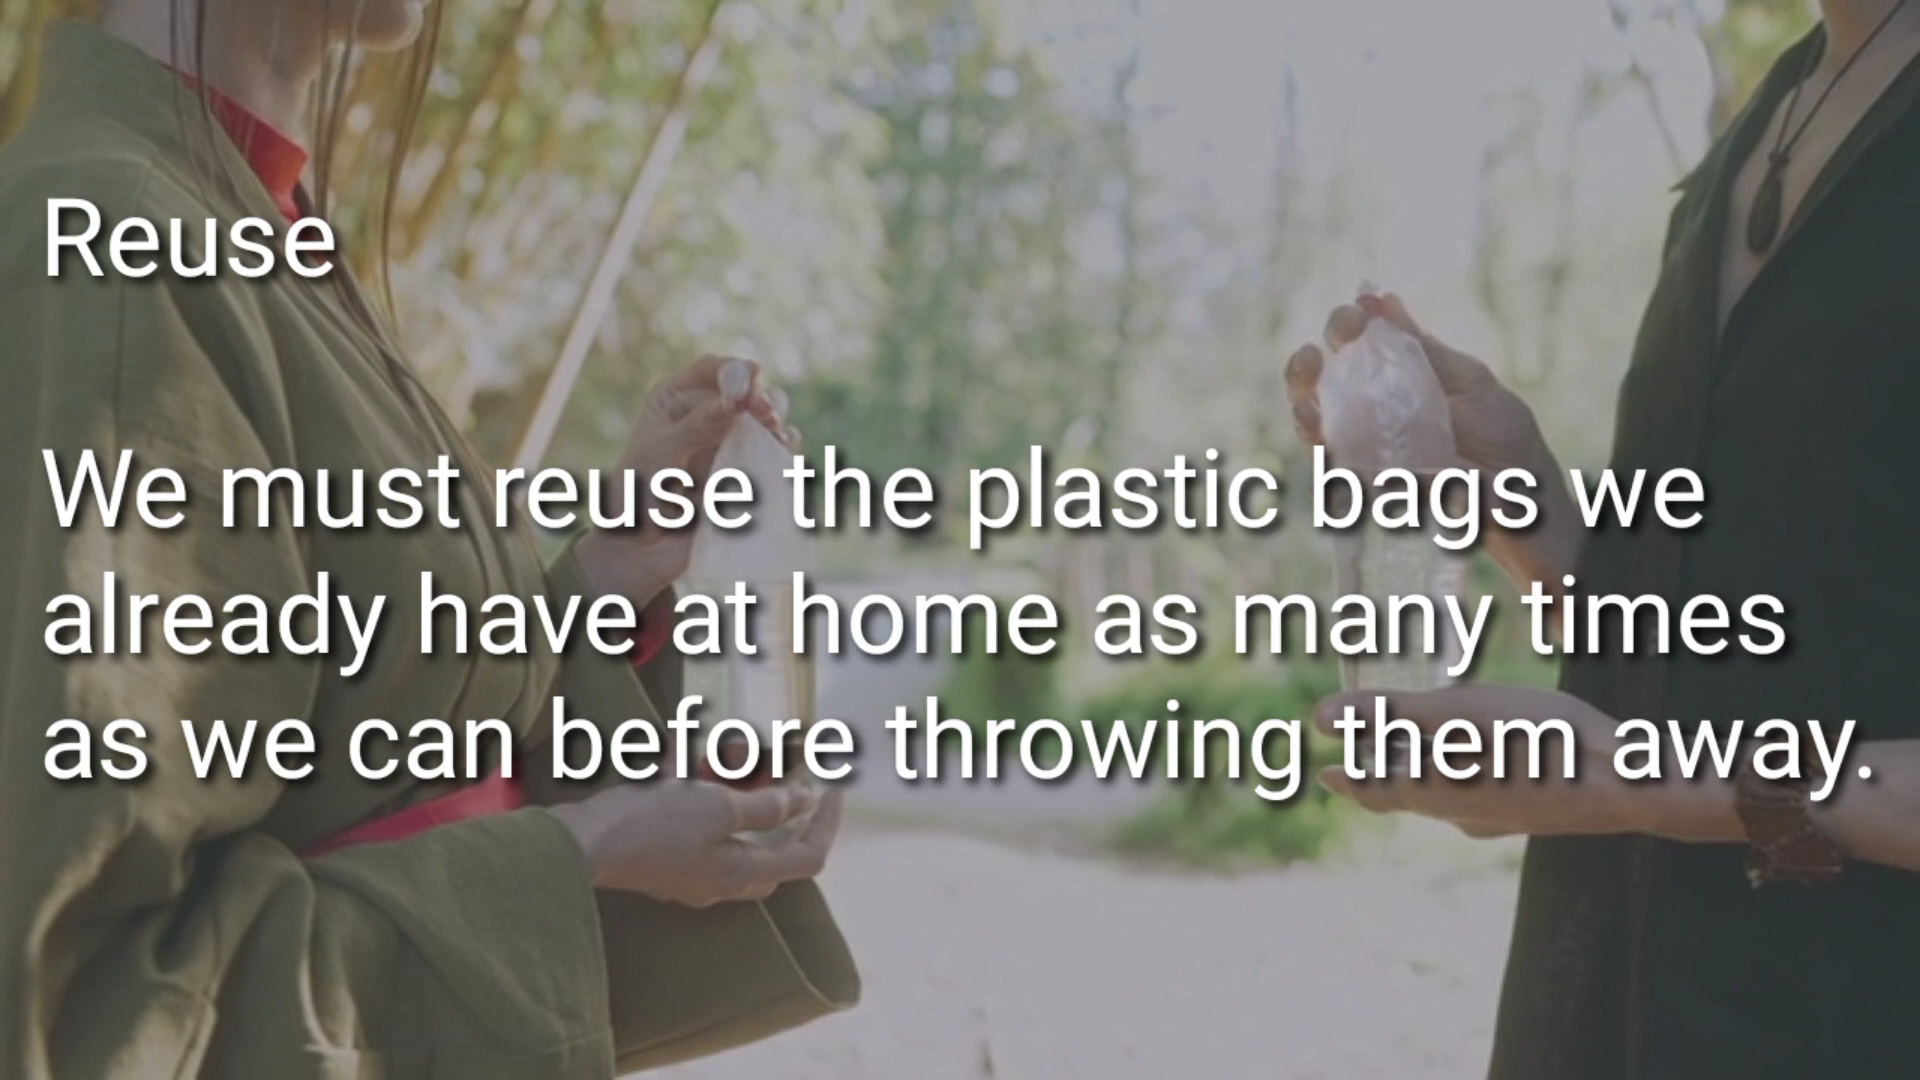 Reuse
We must reuse the plastic bags we
already have at home as many times
as we can before throwing them away.